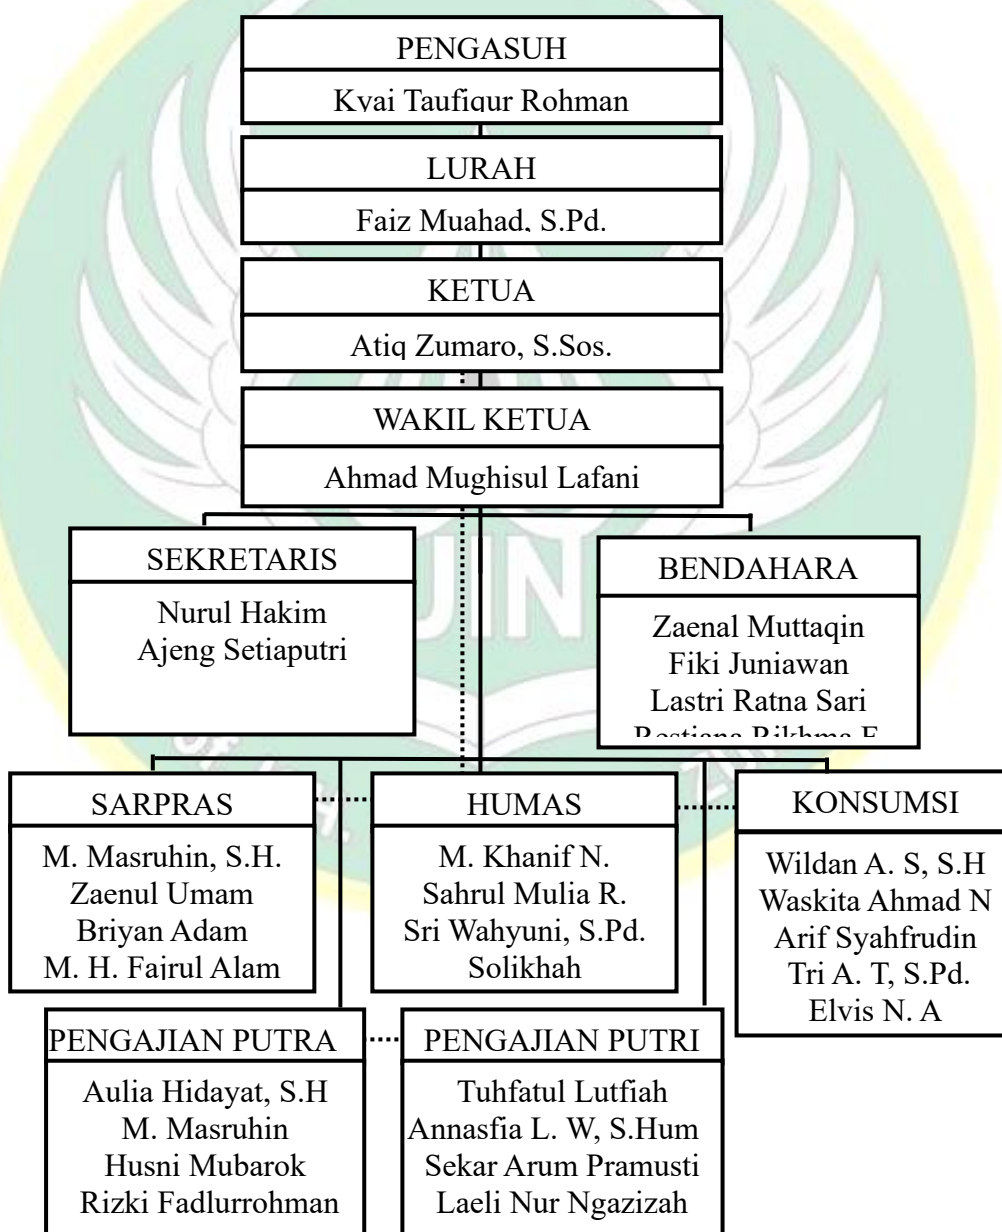 PENGASUH
Kyai Taufiqur Rohman
LURAH
Faiz Muahad, S.Pd.
KETUA
Atiq Zumaro, S.Sos.
WAKIL KETUA
Ahmad Mughisul Lafani
SEKRETARIS
Nurul Hakim
Ajeng Setiaputri
BENDAHARA
Zaenal Muttaqin
Fiki Juniawan
Lastri Ratna Sari
Restiana Rikhma F
SARPRAS
M. Masruhin, S.H.
Zaenul Umam
Briyan Adam
M. H. Fajrul Alam
HUMAS
M. Khanif N.
Sahrul Mulia R.
Sri Wahyuni, S.Pd.
Solikhah
KONSUMSI
Wildan A. S, S.H
Waskita Ahmad N
Arif Syahfrudin
Tri A. T, S.Pd.
Elvis N. A
PENGAJIAN PUTRA
Aulia Hidayat, S.H
M. Masruhin
Husni Mubarok
Rizki Fadlurrohman
PENGAJIAN PUTRI
Tuhfatul Lutfiah
Annasfia L. W, S.Hum
Sekar Arum Pramusti
Laeli Nur Ngazizah
UIN